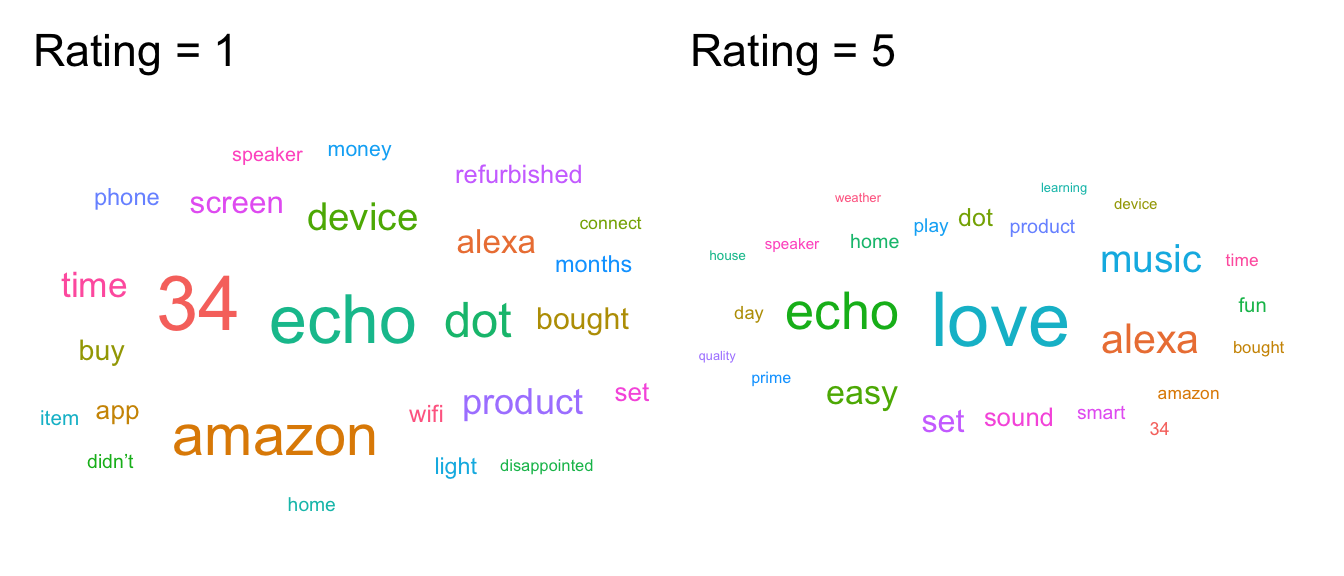 Rating = 1
speaker
money
refurbished
phone
screen
device
connect
alexa
months
time
34
echo
dot
bought
buy
set
product
item
app
wifi
amazon
didn't
light
disappointed
home
Rating = 5
learning
weather
device
play
dot
product
speaker
home
house
music
time
day
echo
love
fun
alexa
bought
quality
prime
easy
amazon
set
sound
smart
34